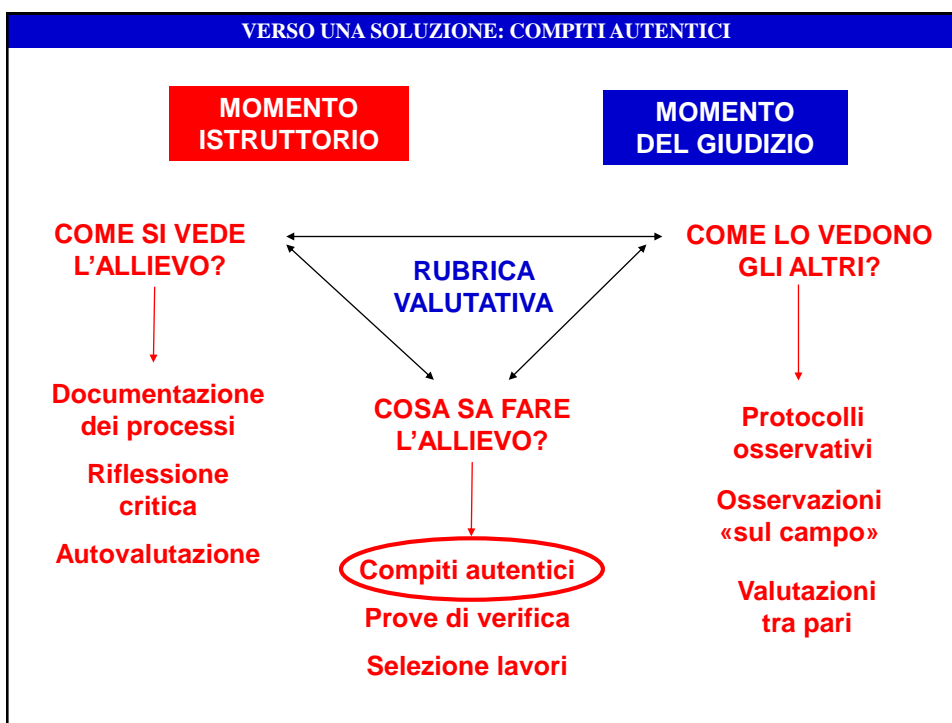 VERSO UNA SOLUZIONE: COMPITI AUTENTICI
MOMENTO
ISTRUTTORIO
MOMENTO
DEL GIUDIZIO
COME SI VEDE
L’ALLIEVO?
RUBRICA
VALUTATIVA
COME LO VEDONO
GLI ALTRI?
Documentazione
dei processi
Riflessione
critica
Autovalutazione
COSA SA FARE
L’ALLIEVO?
Compiti autentici
Prove di verifica
Selezione lavori
Protocolli
osservativi
Osservazioni
«sul campo»
Valutazioni
tra pari